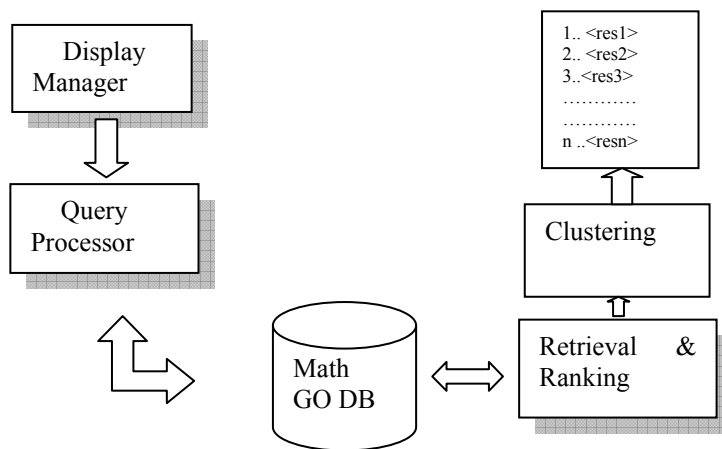 Display
Manager
Query
Processor
Math
GO DB
1.. <res1>
2.. <res2>
3..<res3>
…………
…………
n ..<resn>
Clustering
Retrieval &
Ranking